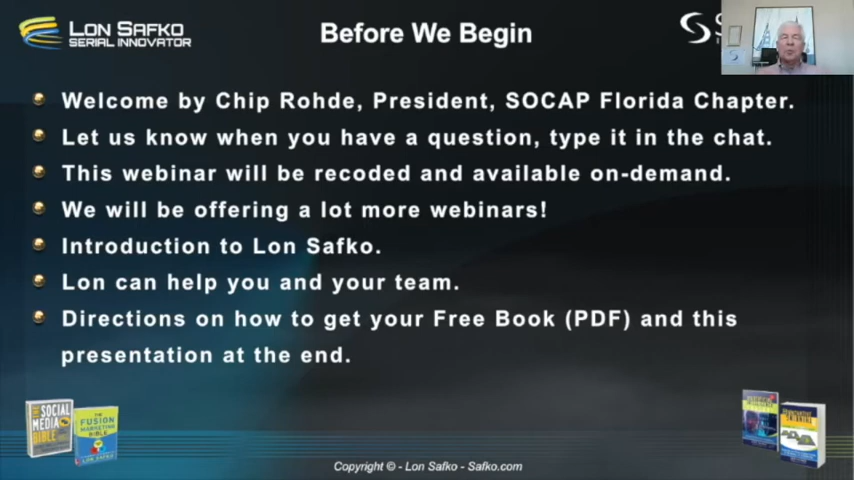 LON SAFKO
SERIAL INNOVATOR
Before We Begin
S
Welcome by Chip Rohde, President, SOCAP Florida Chapter.
Let us know when you have a question, type it in the chat.
This webinar will be recoded and available on-demand.
We will be offering a lot more webinars!
Introduction to Lon Safko.
Lon can help you and your team.
Directions on how to get your Free Book (PDF) and this
presentation at the end.
THE
SOCIAL
MEDIA
BIBLE
THE
FUSION
MARKETING
BIBLE
LON SAFKO
Copyright © - Lon Safko - Safko.com